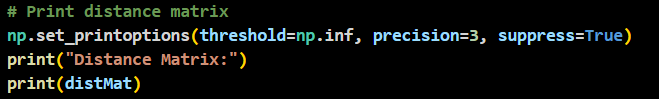 # Print distance matrix
np.set_printoptions(threshold=np.inf, precision=3, suppress=True)
print("Distance Matrix:")
print(distMat)